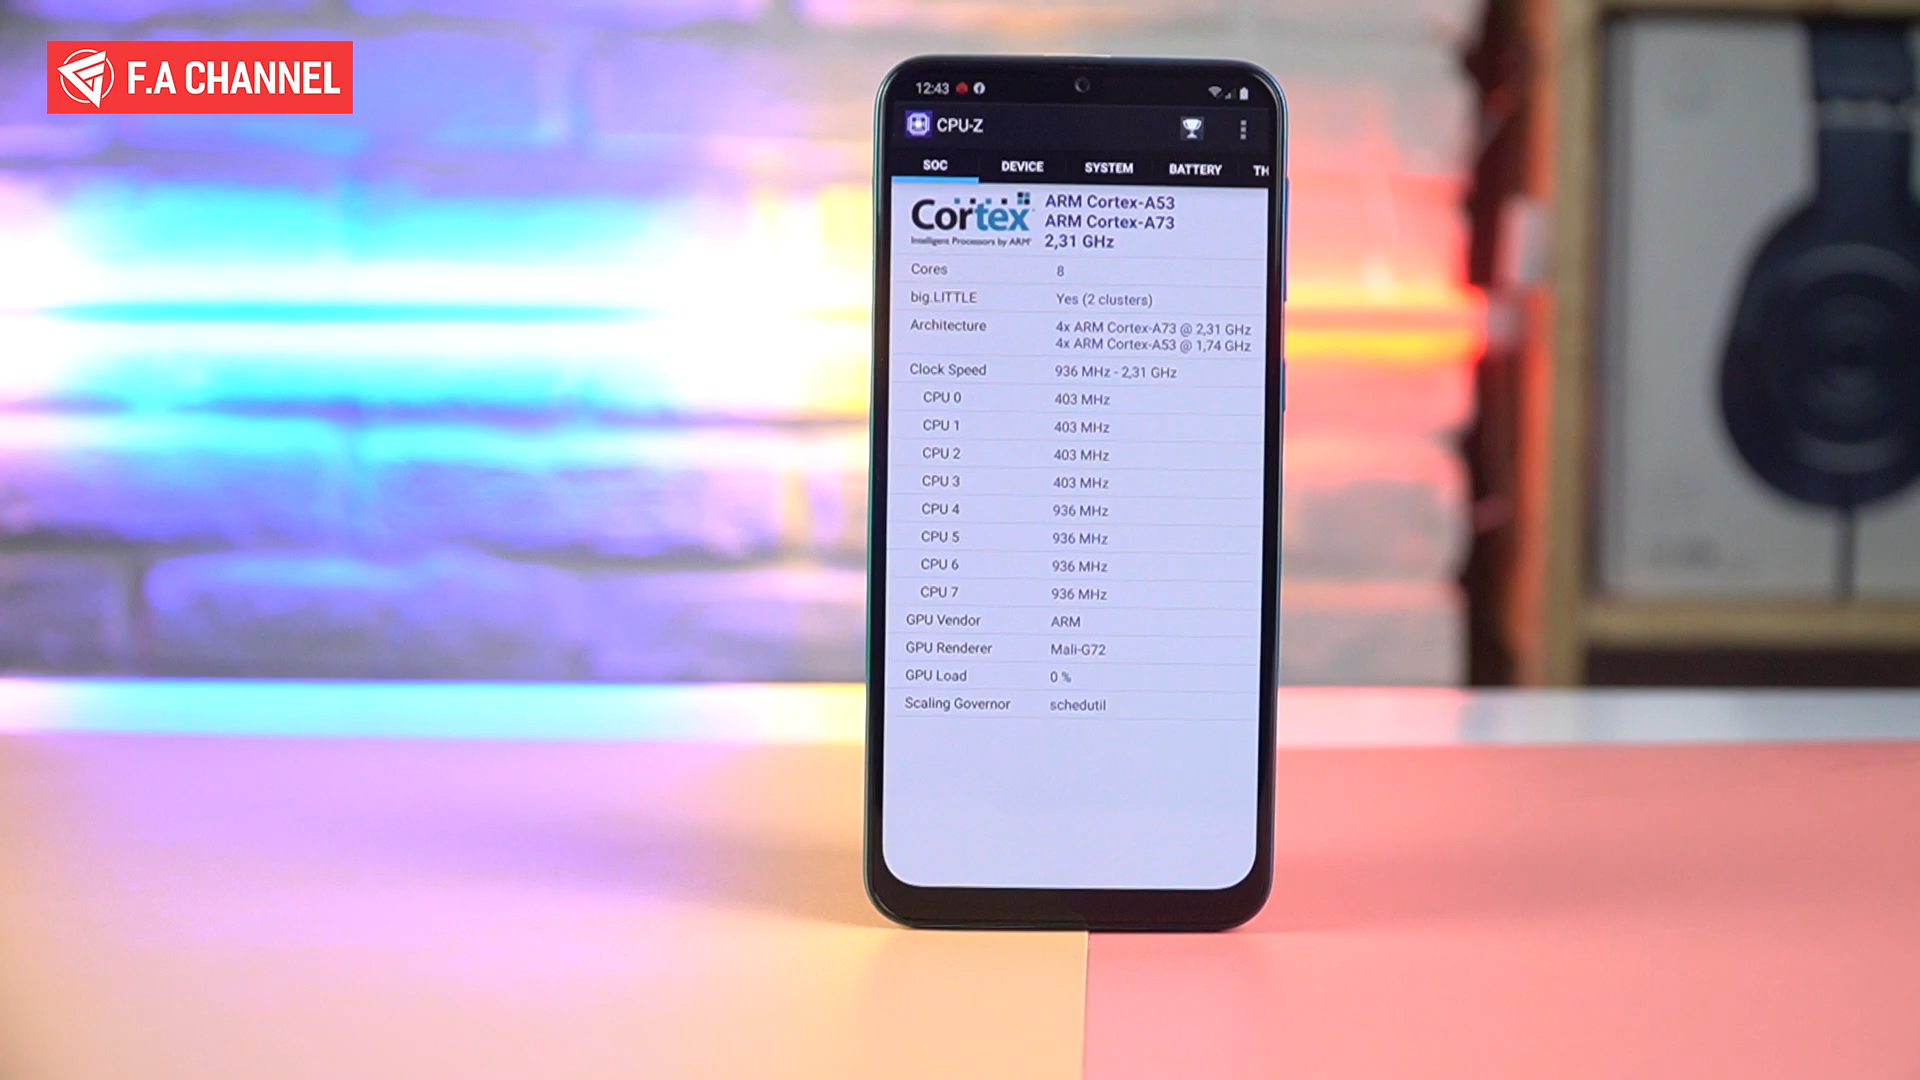 F.A CHANNEL
12:43
CPU-Z
SOC DEVICE SYSTEM BATTERY TH
Cortex
Intelligent Processors by ARM
ARM Cortex-A53
ARM Cortex-A73
2,31 GHz
Cores 8
big.LITTLE Yes (2 clusters)
Architecture 4x ARM Cortex-A73 @ 2,31 GHz
4x ARM Cortex-A53 @ 1,74 GHz
Clock Speed 936 MHz - 2,31 GHz
CPU 0 403 MHz
CPU 1 403 MHz
CPU 2 403 MHz
CPU 3 403 MHz
CPU 4 936 MHz
CPU 5 936 MHz
CPU 6 936 MHz
CPU 7 936 MHz
GPU Vendor ARM
GPU Renderer Mali-G72
GPU Load 0 %
Scaling Governor schedutil